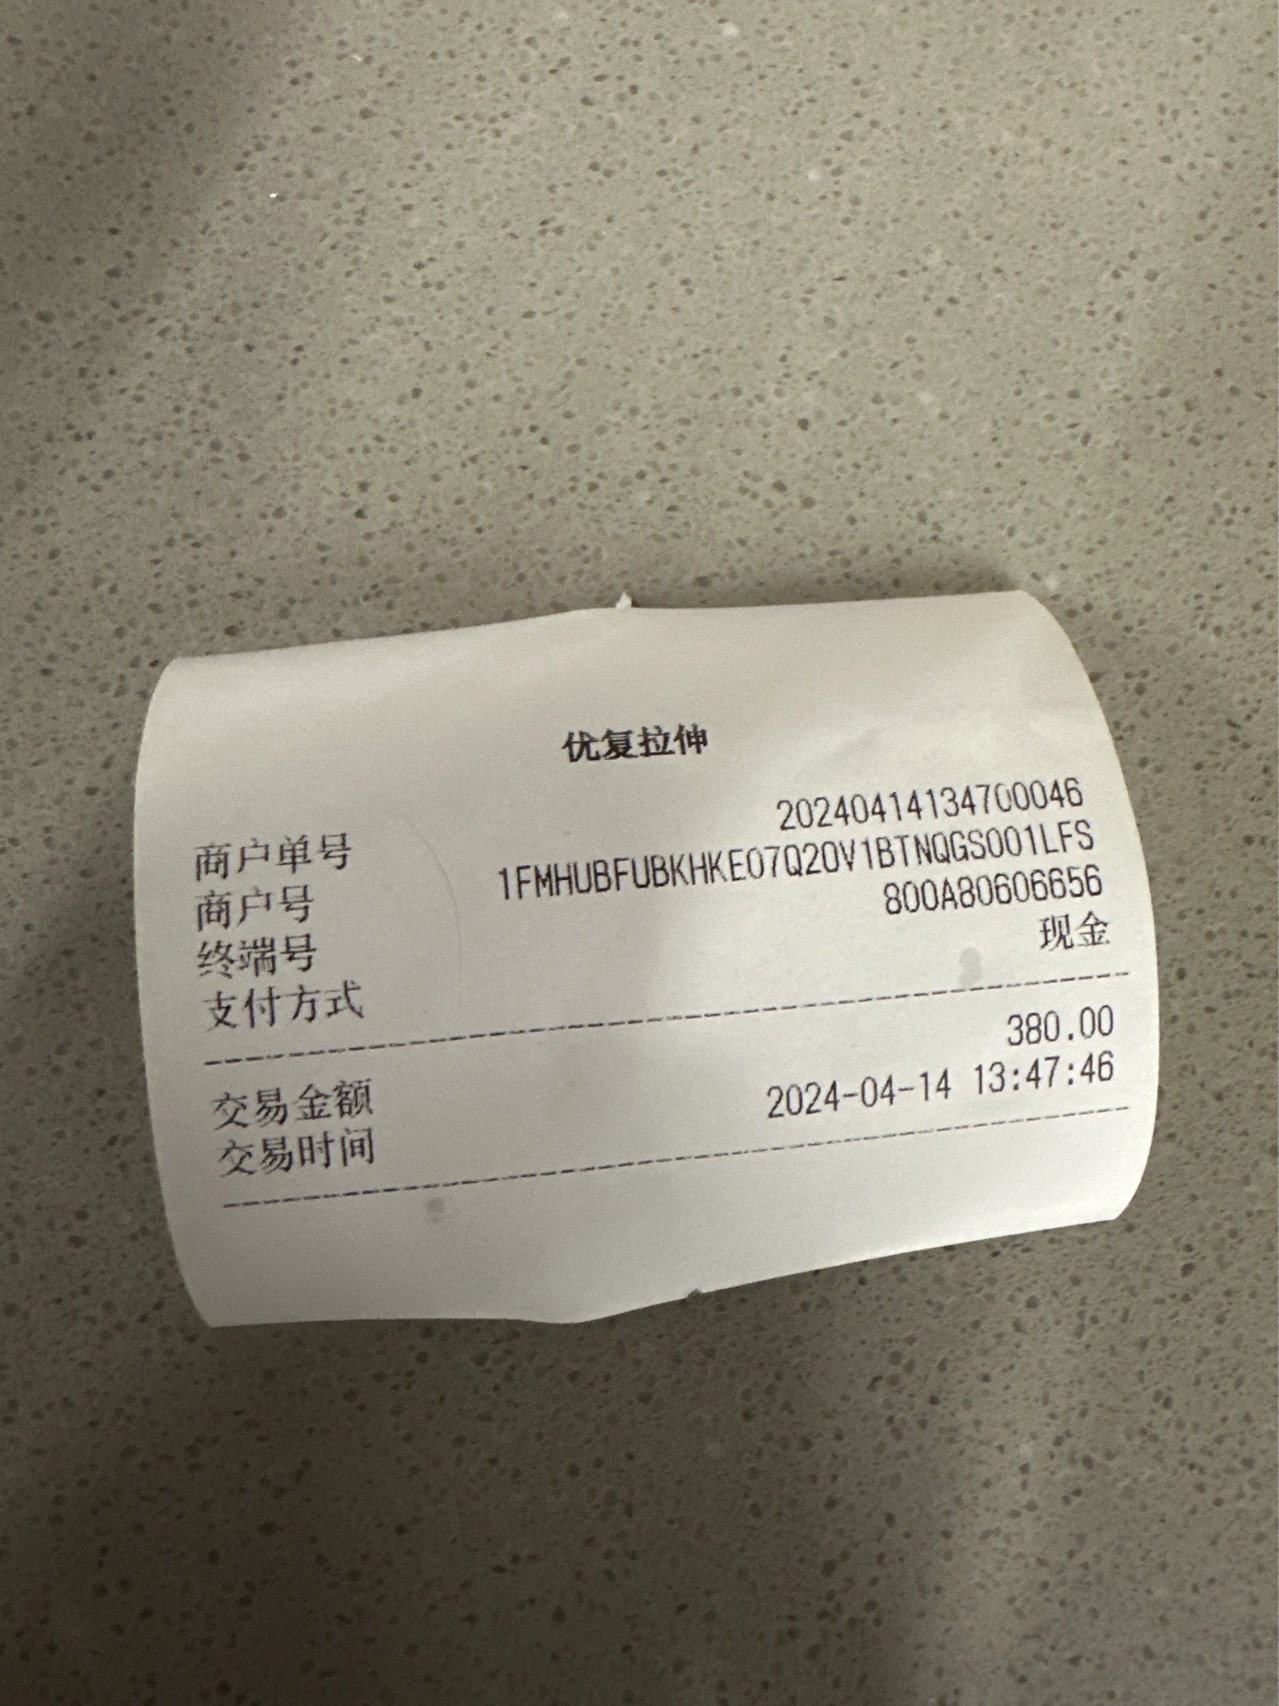 优复拉伸
商户单号 20240414134700046
商户号 1FMHUBFUBKHKE07Q20V1BTNQGS001LFS
终端号 800A80606656
支付方式 现金
交易金额 380.00
交易时间 2024-04-14 13:47:46